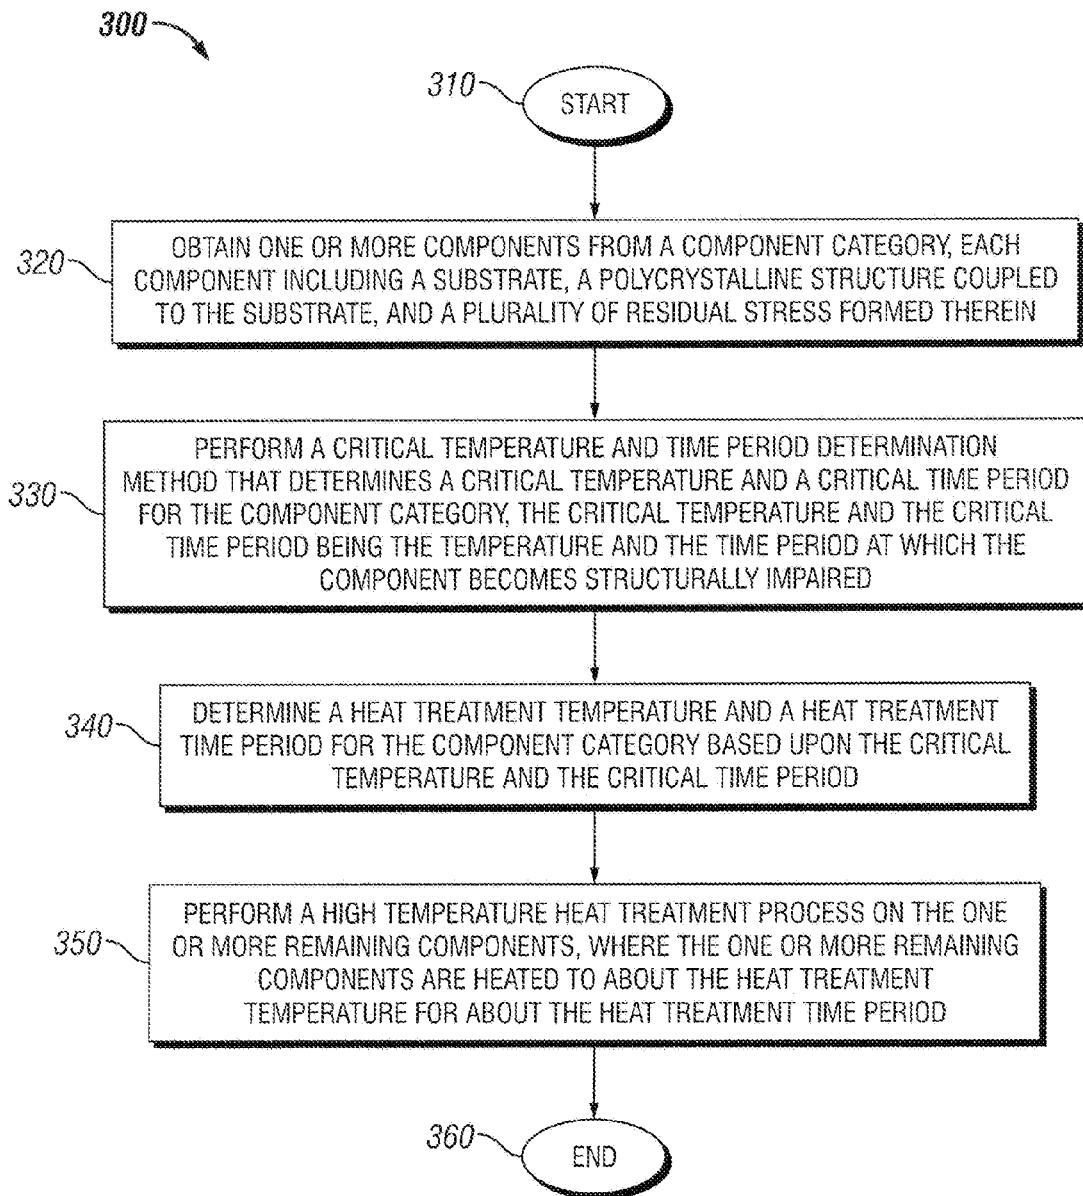 300
310
START
320
OBTAIN ONE OR MORE COMPONENTS FROM A COMPONENT CATEGORY, EACH
COMPONENT INCLUDING A SUBSTRATE, A POLYCRYSTALLINE STRUCTURE COUPLED
TO THE SUBSTRATE, AND A PLURALITY OF RESIDUAL STRESS FORMED THEREIN
330
PERFORM A CRITICAL TEMPERATURE AND TIME PERIOD DETERMINATION
METHOD THAT DETERMINES A CRITICAL TEMPERATURE AND A CRITICAL TIME PERIOD
FOR THE COMPONENT CATEGORY, THE CRITICAL TEMPERATURE AND THE CRITICAL
TIME PERIOD BEING THE TEMPERATURE AND THE TIME PERIOD AT WHICH THE
COMPONENT BECOMES STRUCTURALLY IMPAIRED
340
DETERMINE A HEAT TREATMENT TEMPERATURE AND A HEAT TREATMENT
TIME PERIOD FOR THE COMPONENT CATEGORY BASED UPON THE CRITICAL
TEMPERATURE AND THE CRITICAL TIME PERIOD
350
PERFORM A HIGH TEMPERATURE HEAT TREATMENT PROCESS ON THE ONE
OR MORE REMAINING COMPONENTS, WHERE THE ONE OR MORE REMAINING
COMPONENTS ARE HEATED TO ABOUT THE HEAT TREATMENT
TEMPERATURE FOR ABOUT THE HEAT TREATMENT TIME PERIOD
360
END